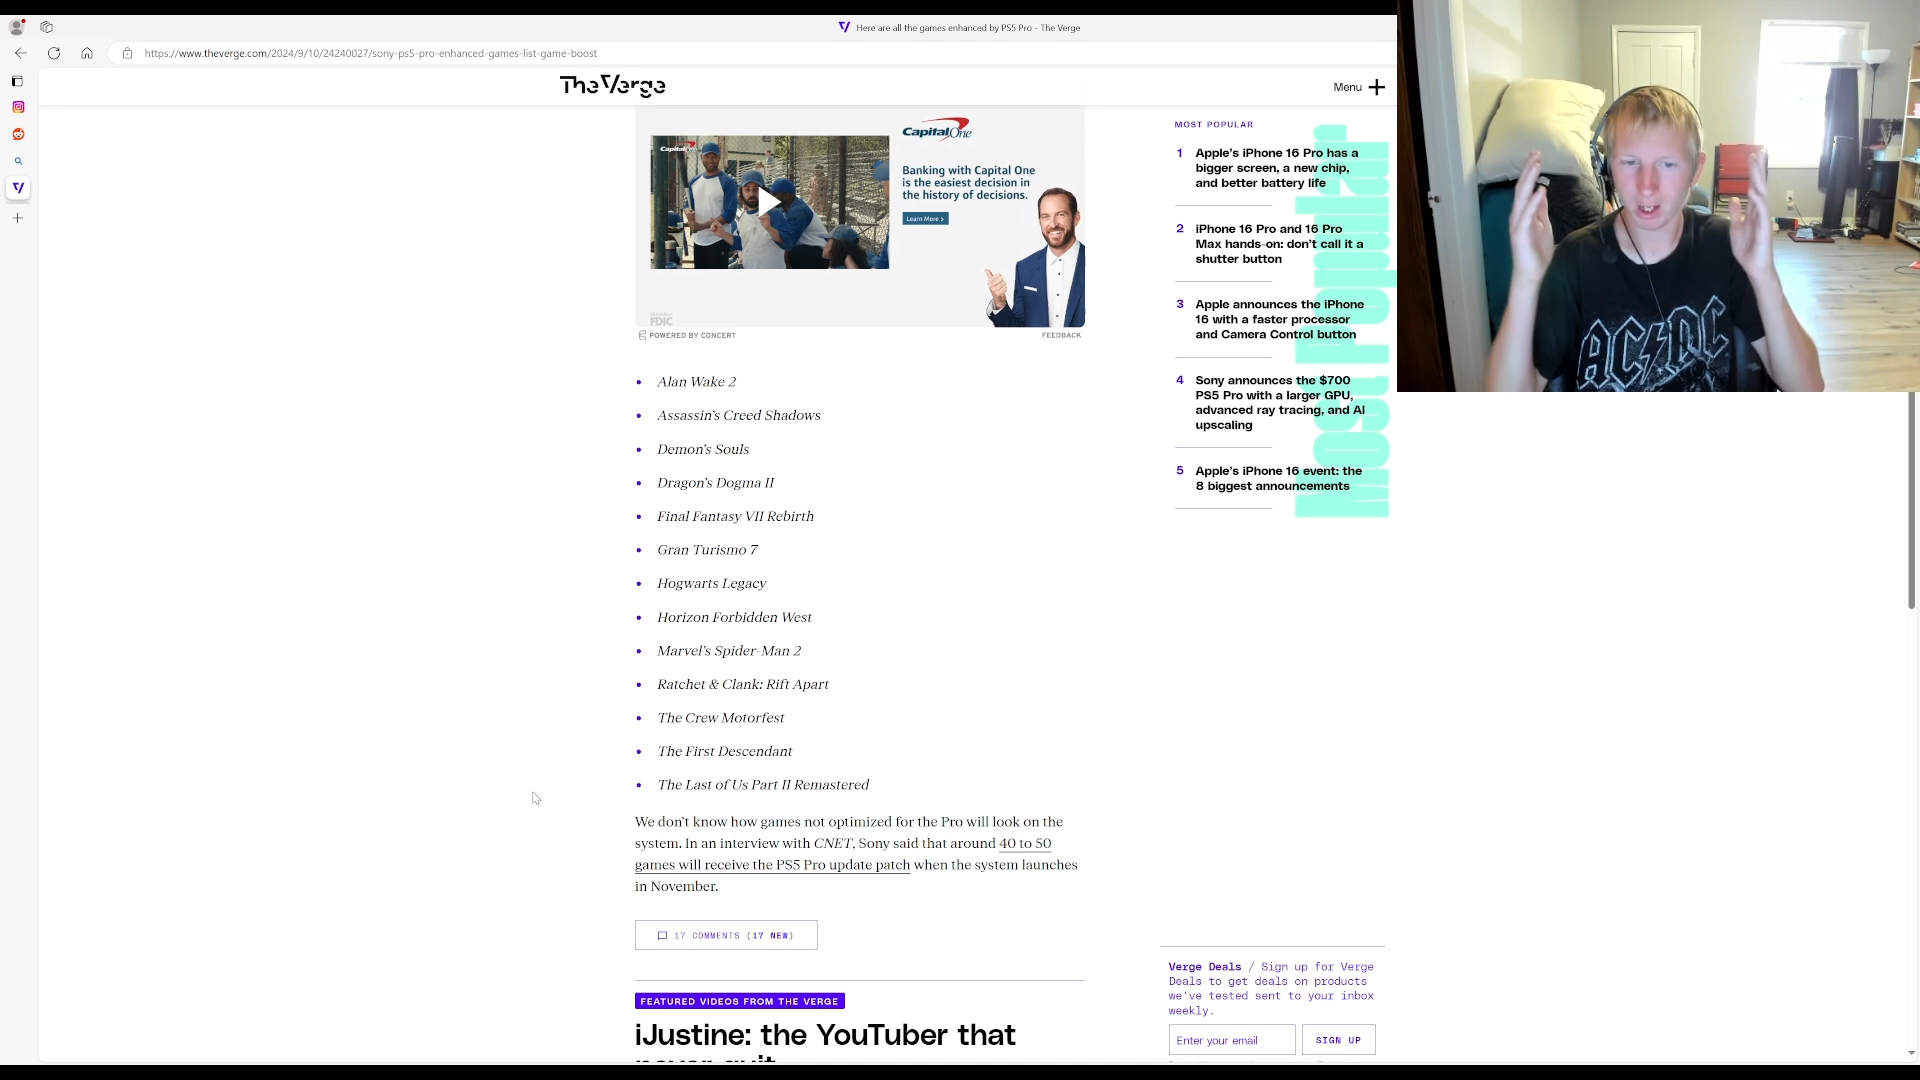 Here are all the games enhanced by PS5 Pro - The Verge
https://www.theverge.com/2024/9/10/24240027/sony-ps5-pro-enhanced-games-list-game-boost
The Verge
Menu
CapitalOne
Capital One
Banking with Capital One
is the easiest decision in
the history of decisions.
Learn More >
FDIC
POWERED BY CONCERT
FEEDBACK
Alan Wake 2
Assassin's Creed Shadows
Demon's Souls
Dragon's Dogma II
Final Fantasy VII Rebirth
Gran Turismo 7
Hogwarts Legacy
Horizon Forbidden West
Marvel's Spider-Man 2
Ratchet & Clank: Rift Apart
The Crew Motorfest
The First Descendant
The Last of Us Part II Remastered
We don't know how games not optimized for the Pro will look on the
system. In an interview with CNET, Sony said that around 40 to 50
games will receive the PS5 Pro update patch when the system launches
in November.
17 COMMENTS (17 NEW)
FEATURED VIDEOS FROM THE VERGE
iJustine: the YouTuber that
never quit
MOST POPULAR
Most Popular
1 Apple's iPhone 16 Pro has a
bigger screen, a new chip,
and better battery life
2 iPhone 16 Pro and 16 Pro
Max hands-on: don't call it a
shutter button
3 Apple announces the iPhone
16 with a faster processor
and Camera Control button
4 Sony announces the $700
PS5 Pro with a larger GPU,
advanced ray tracing, and AI
upscaling
5 Apple's iPhone 16 event: the
8 biggest announcements
Verge Deals / Sign up for Verge
Deals to get deals on products
we've tested sent to your inbox
weekly.
Enter your email
SIGN UP
AC/DC